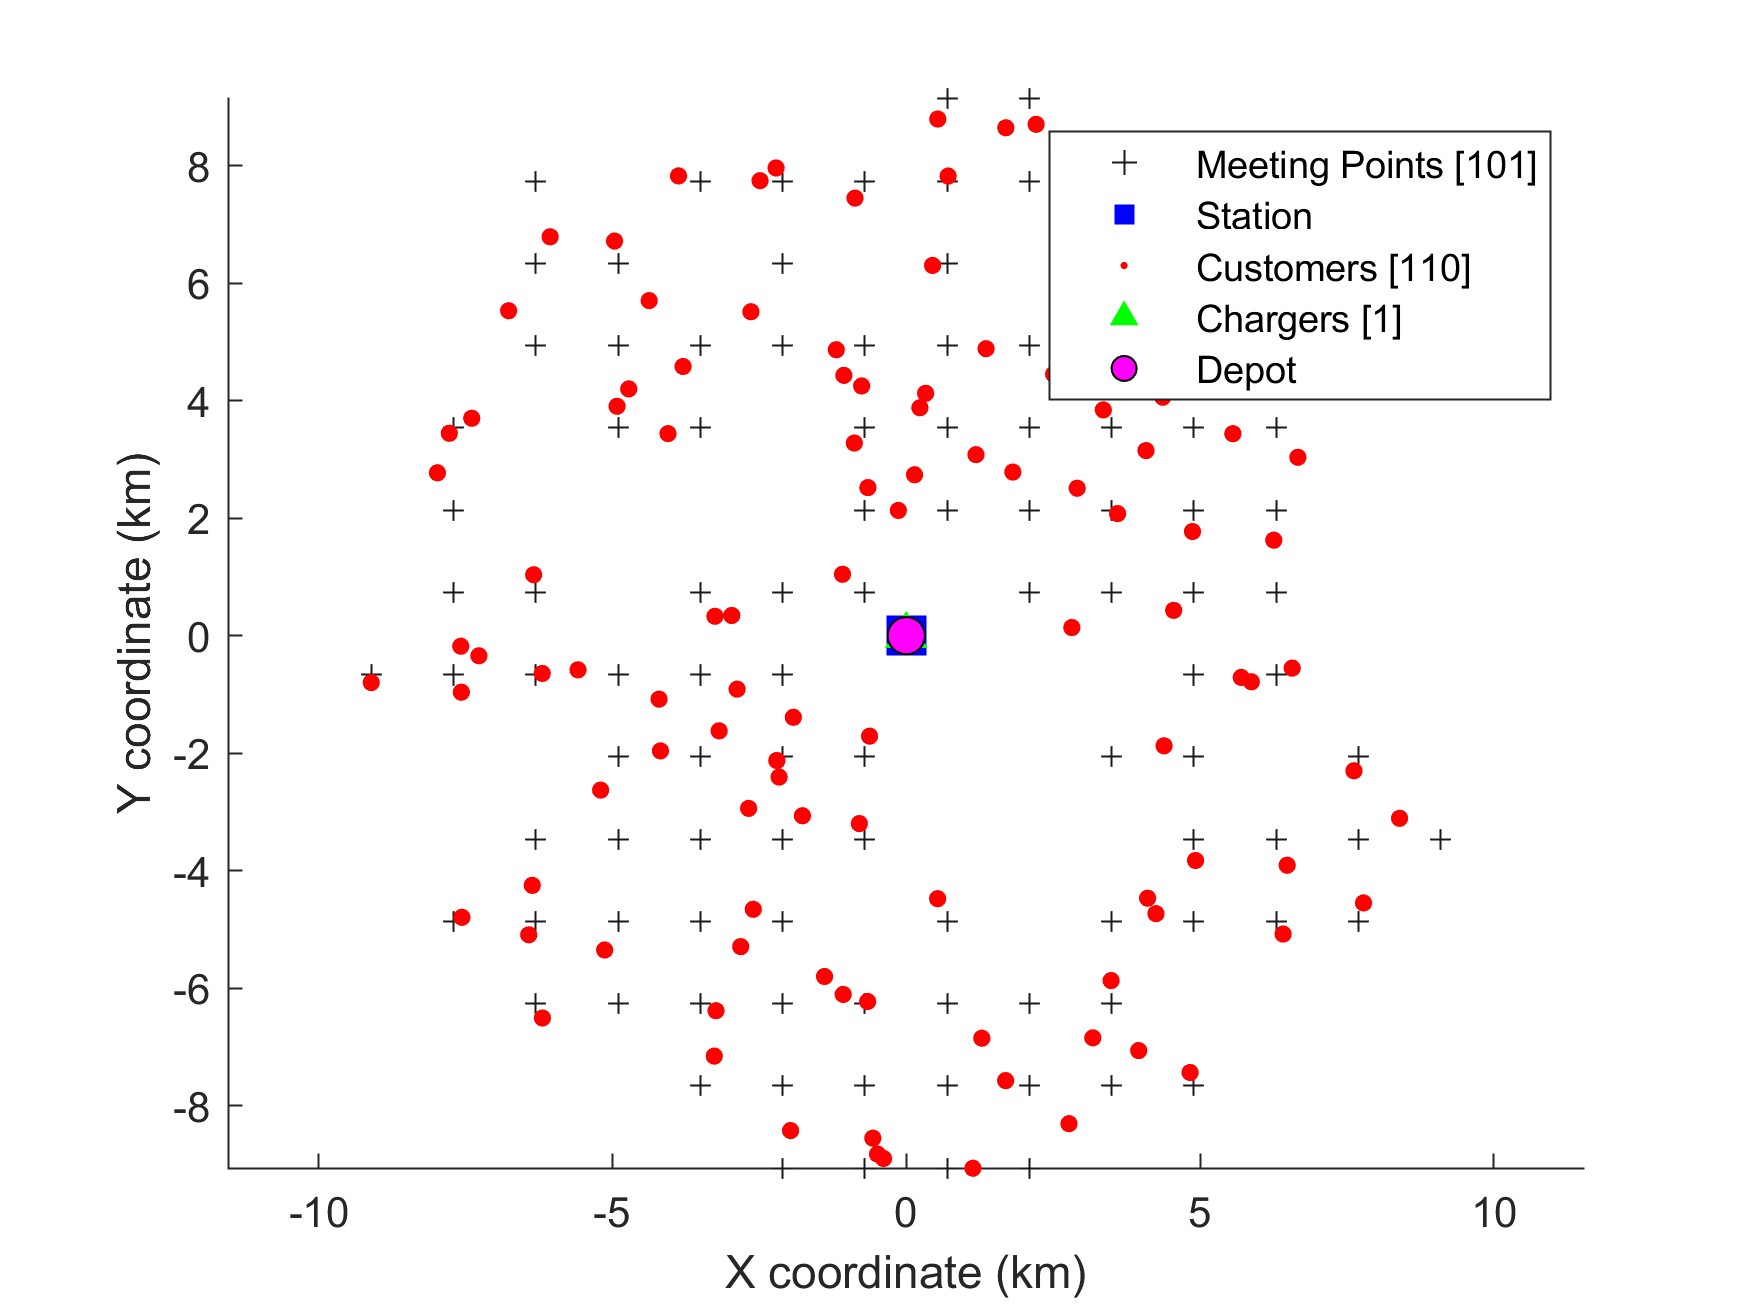 8
6
4
2
0
-2
-4
-6
-8
Y coordinate (km)
Meeting Points [101]
Station
Customers [110]
Chargers [1]
Depot
-10 -5 0 5 10
X coordinate (km)